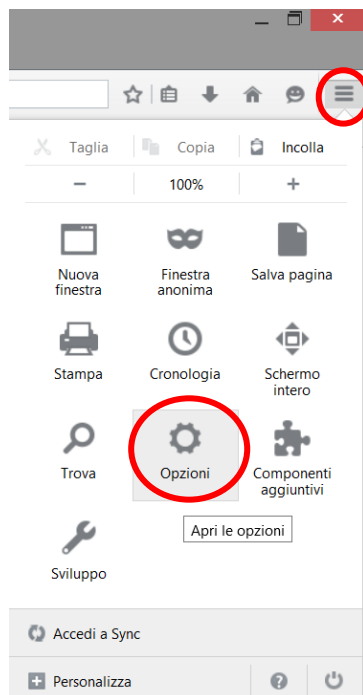 Taglia Copia Incolla
− 100% +
Nuova finestra
Finestra anonima
Salva pagina
Stampa
Cronologia
Schermo intero
Trova
Opzioni
Componenti aggiuntivi
Apri le opzioni
Sviluppo
Accedi a Sync
Personalizza